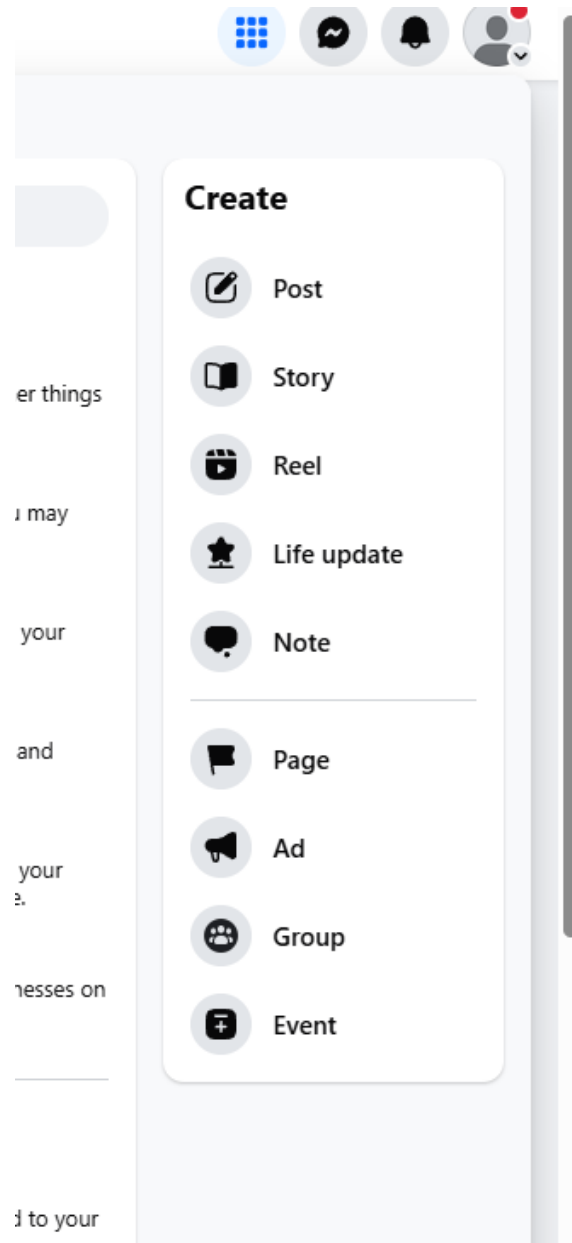 Create
Post
Story
Reel
Life update
Note
Page
Ad
Group
Event
er things
may
your
and
your
e.
nesses on
d to your